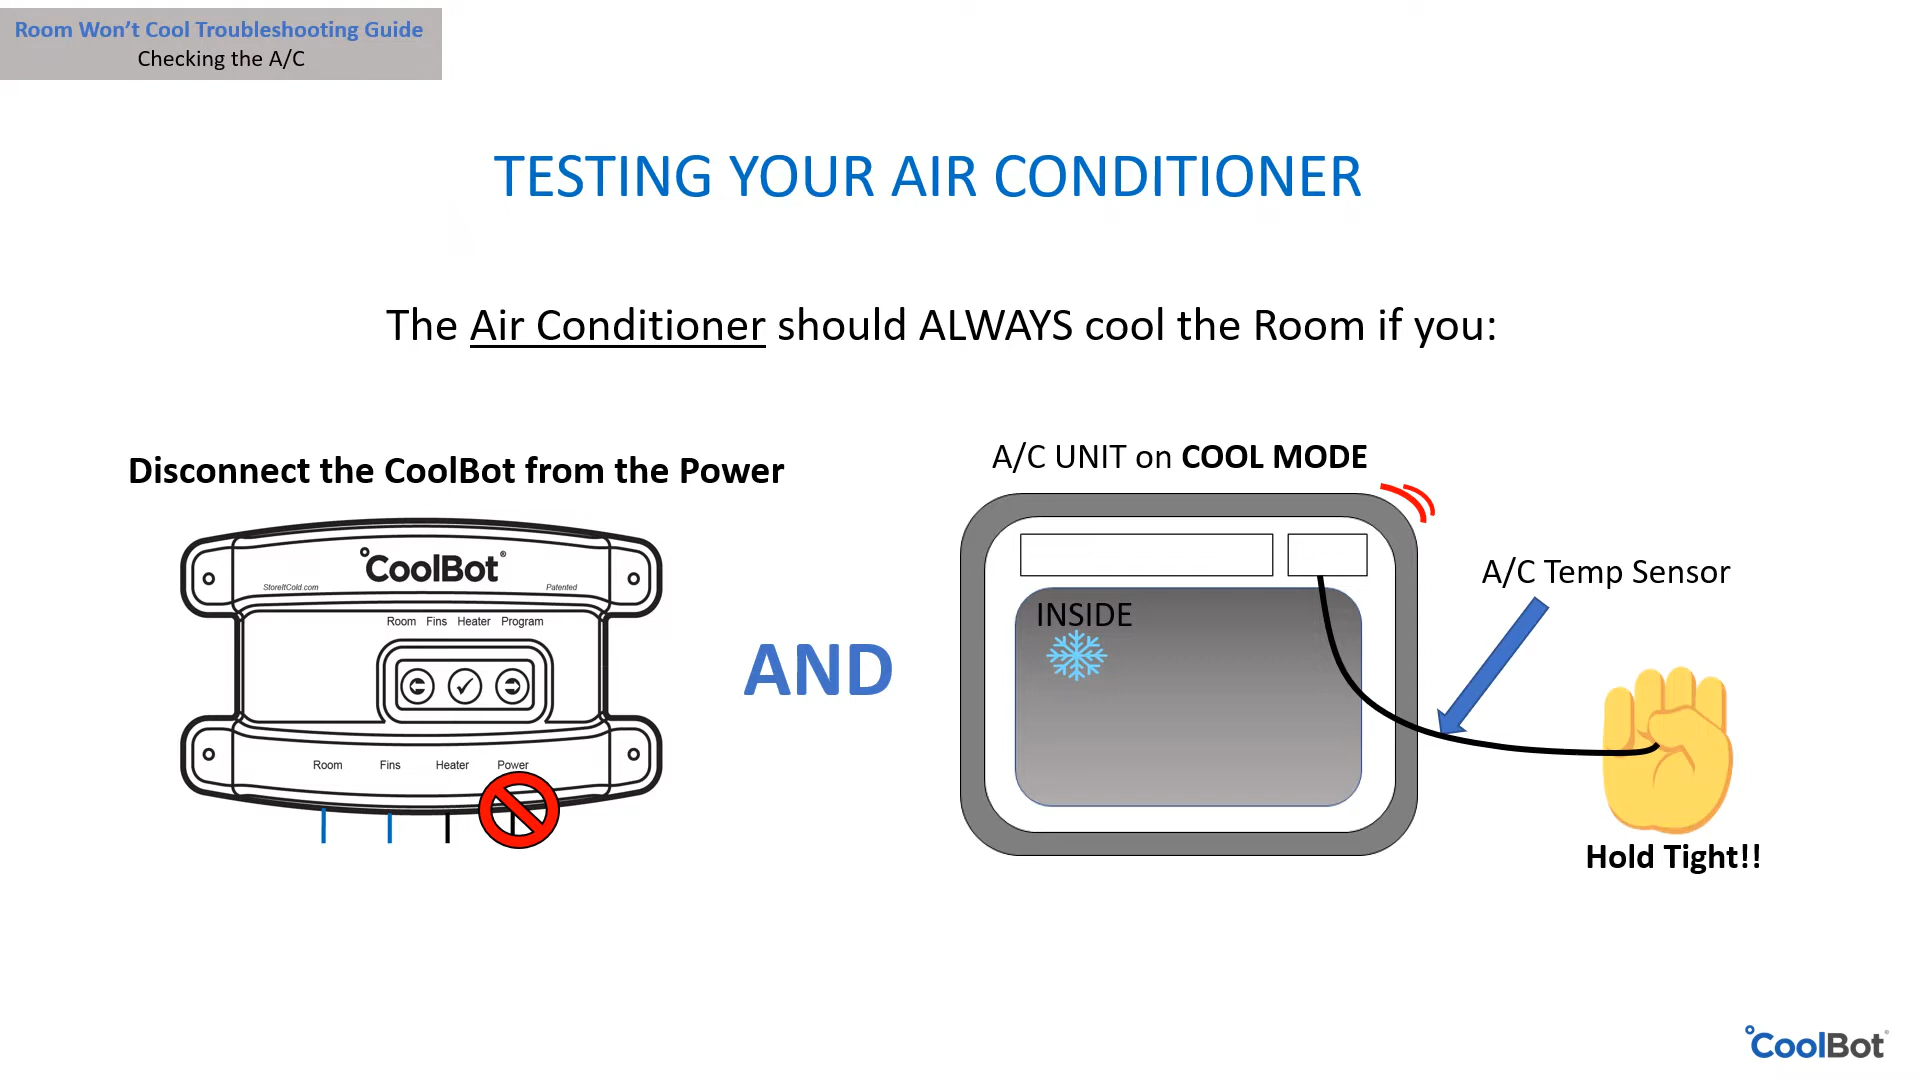 Room Won't Cool Troubleshooting Guide
Checking the A/C
TESTING YOUR AIR CONDITIONER
The Air Conditioner should ALWAYS cool the Room if you:
Disconnect the CoolBot from the Power
°CoolBot®
StoreItCold.com Patented
Room Fins Heater Program
Room Fins Heater Power
AND
A/C UNIT on COOL MODE
INSIDE
A/C Temp Sensor
Hold Tight!!
°CoolBot®